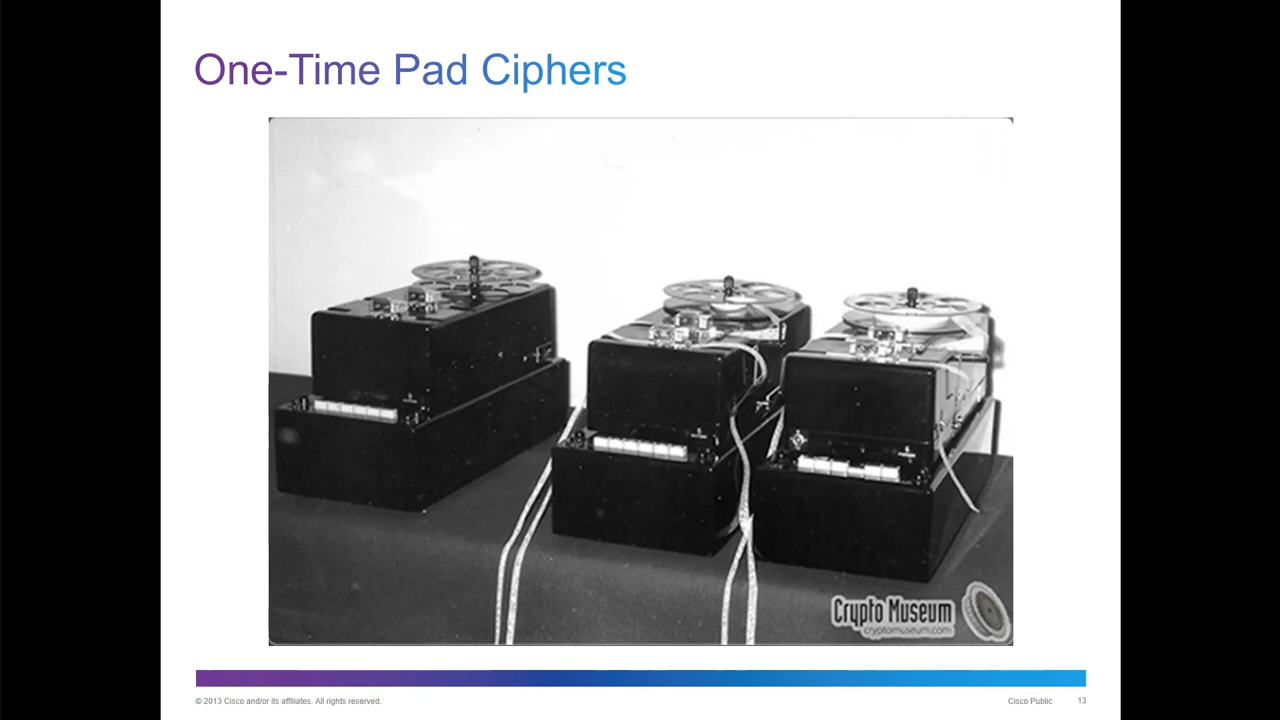 One-Time Pad Ciphers
Crypto Museum
cryptomuseum.com
© 2013 Cisco and/or its affiliates. All rights reserved.
Cisco Public
13